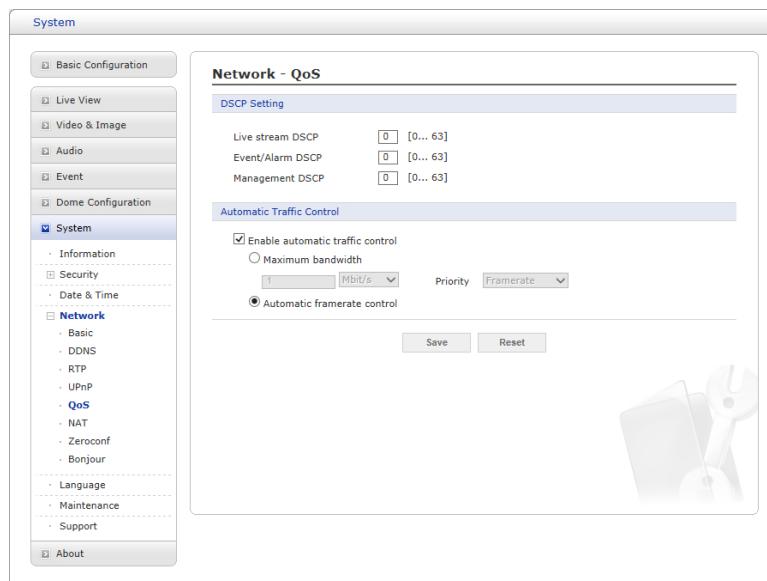 System
Basic Configuration
Live View
Video & Image
Audio
Event
Dome Configuration
System
Information
Security
Date & Time
Network
Basic
DDNS
RTP
UPnP
QoS
NAT
Zeroconf
Bonjour
Language
Maintenance
Support
About
Network - QoS
DSCP Setting
Live stream DSCP 0 [0... 63]
Event/Alarm DSCP 0 [0... 63]
Management DSCP 0 [0... 63]
Automatic Traffic Control
Enable automatic traffic control
Maximum bandwidth
1 Mbit/s Priority Framerate
Automatic framerate control
Save Reset